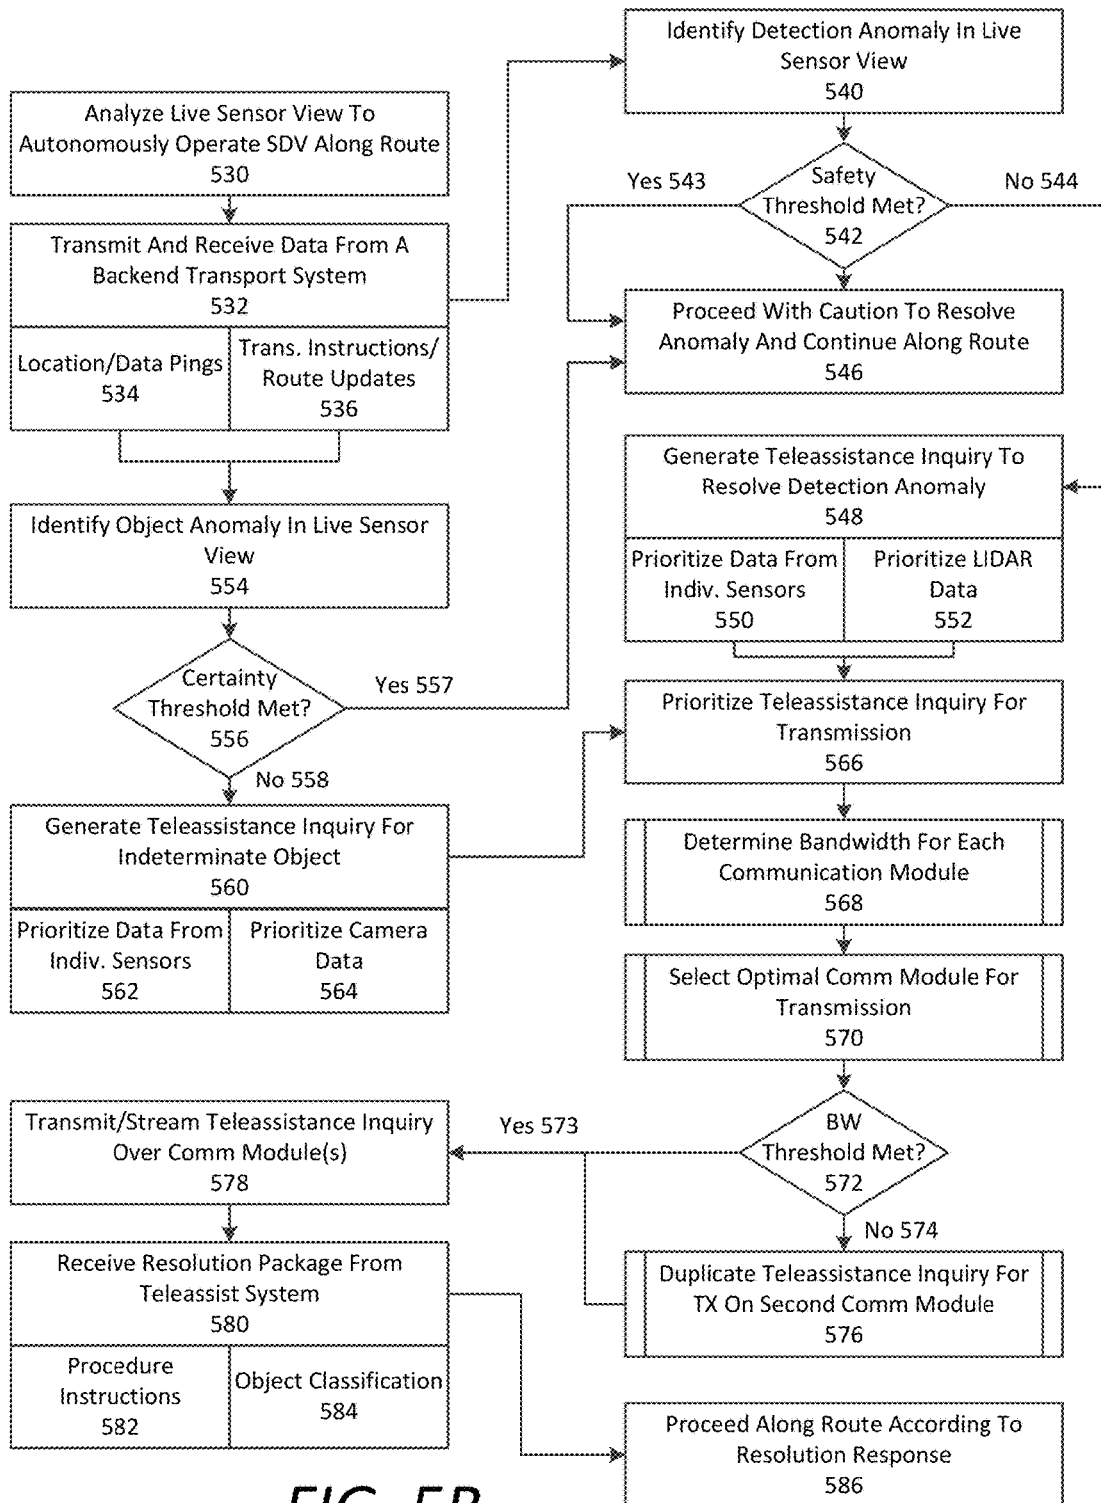 Analyze Live Sensor View To
Autonomously Operate SDV Along Route
530
Transmit And Receive Data From A
Backend Transport System
532
Location/Data Pings
534
Trans. Instructions/
Route Updates
536
Identify Detection Anomaly In Live
Sensor View
540
Safety
Threshold Met?
542
Yes 543
No 544
Proceed With Caution To Resolve
Anomaly And Continue Along Route
546
Generate Teleassistance Inquiry To
Resolve Detection Anomaly
548
Prioritize Data From
Indiv. Sensors
550
Prioritize LIDAR
Data
552
Identify Object Anomaly In Live Sensor
View
554
Certainty
Threshold Met?
556
Yes 557
No 558
Generate Teleassistance Inquiry For
Indeterminate Object
560
Prioritize Data From
Indiv. Sensors
562
Prioritize Camera
Data
564
Prioritize Teleassistance Inquiry For
Transmission
566
Determine Bandwidth For Each
Communication Module
568
Select Optimal Comm Module For
Transmission
570
BW
Threshold Met?
572
Yes 573
No 574
Duplicate Teleassistance Inquiry For
TX On Second Comm Module
576
Transmit/Stream Teleassistance Inquiry
Over Comm Module(s)
578
Receive Resolution Package From
Teleassist System
580
Procedure
Instructions
582
Object Classification
584
Proceed Along Route According To
Resolution Response
586
FIG. 5B